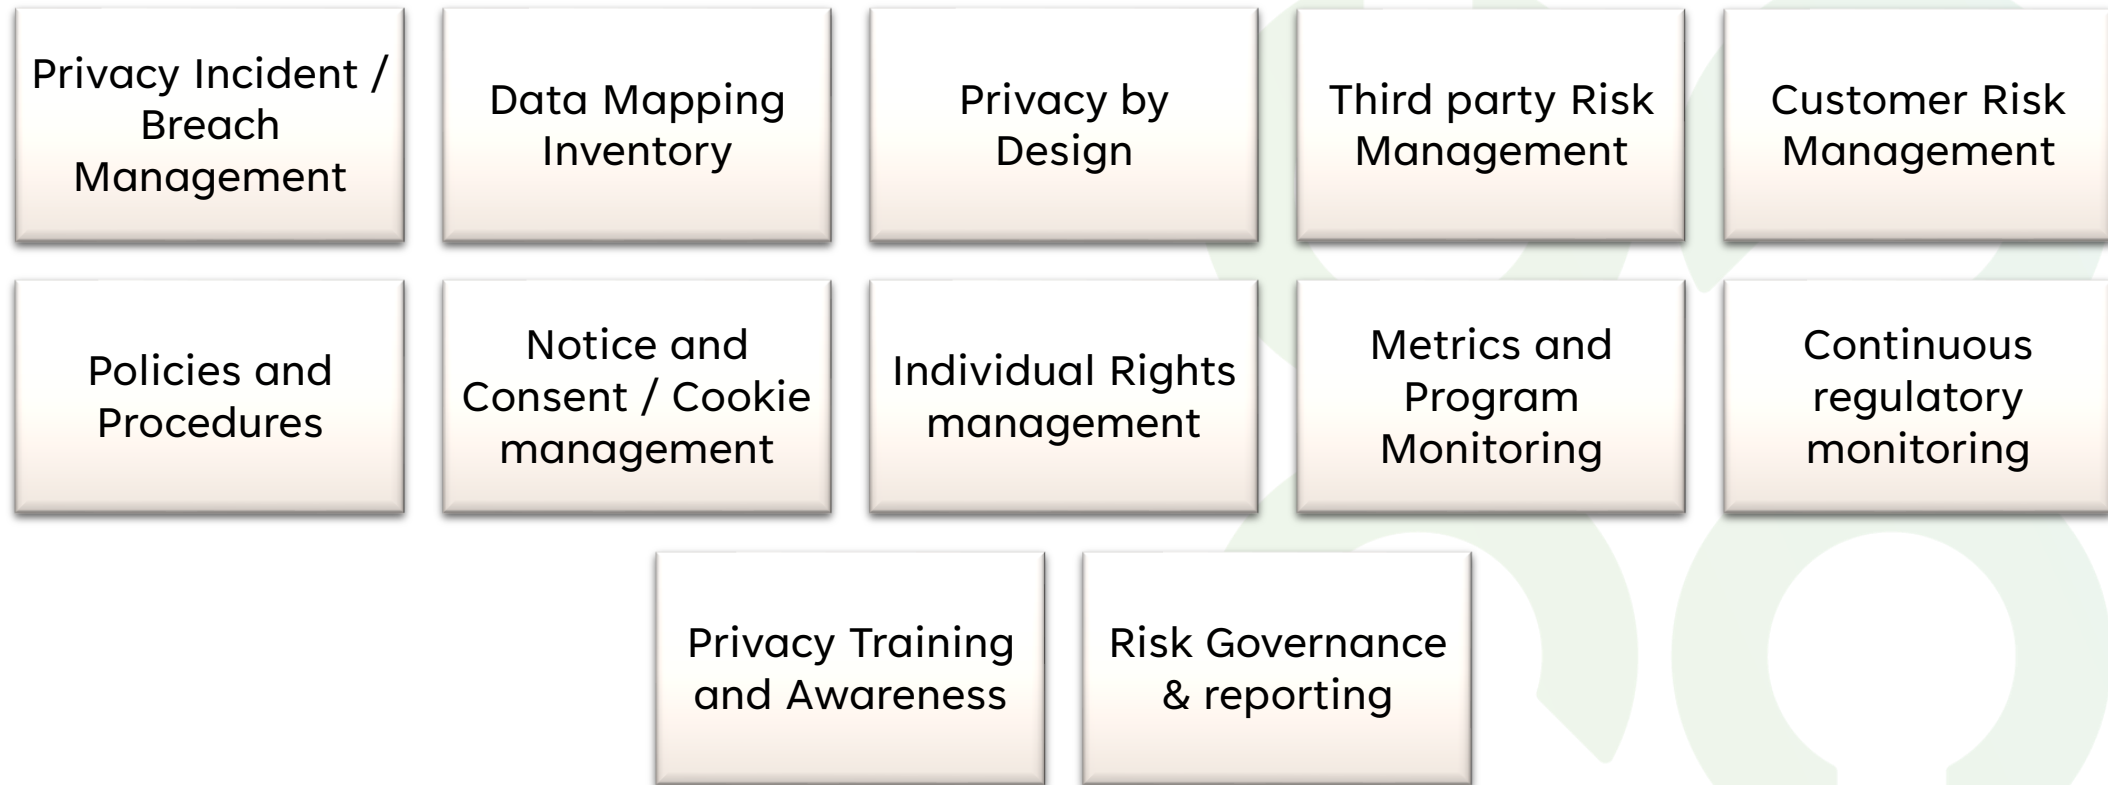 Privacy Incident /
Breach
Management
Data Mapping
Inventory
Privacy by
Design
Third party Risk
Management
Customer Risk
Management
Policies and
Procedures
Notice and
Consent / Cookie
management
Individual Rights
management
Metrics and
Program
Monitoring
Continuous
regulatory
monitoring
Privacy Training
and Awareness
Risk Governance
& reporting